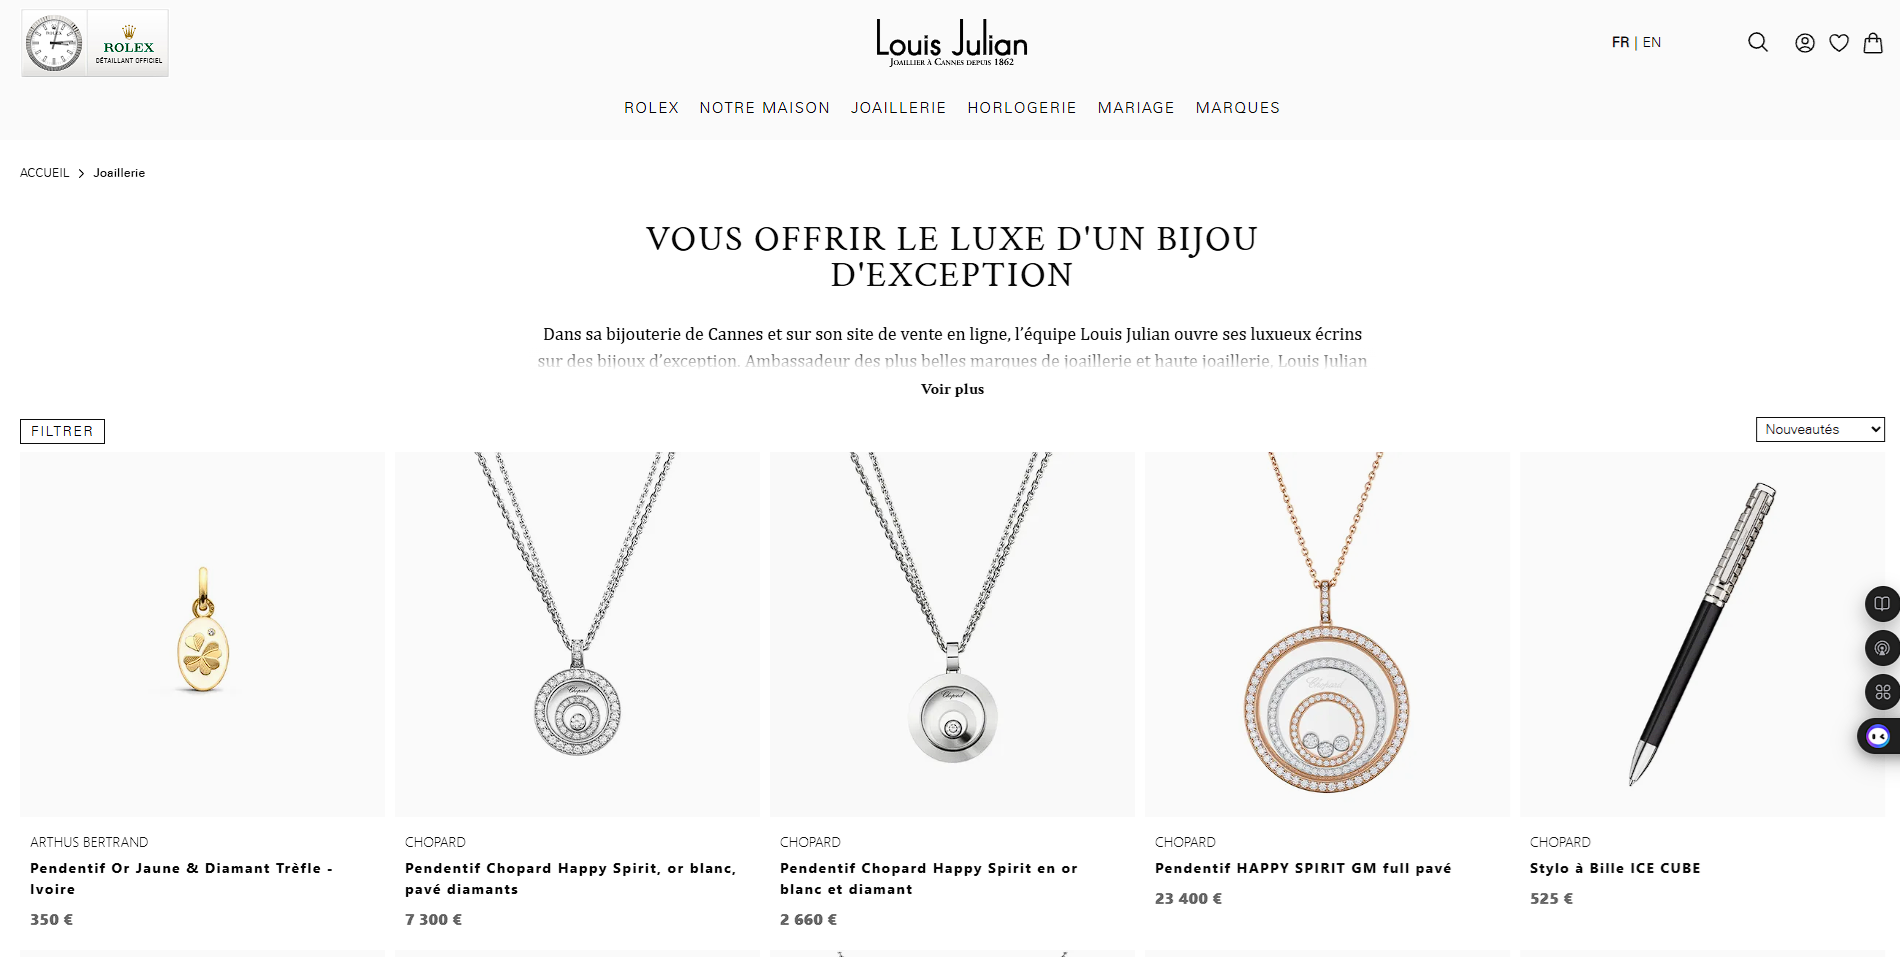 ROLEX
ROLEX
DÉTAILLANT OFFICIEL
Louis Julian
JOAILLIER À CANNES DEPUIS 1862
FR | EN
ROLEX NOTRE MAISON JOAILLERIE HORLOGERIE MARIAGE MARQUES
ACCUEIL > Joaillerie
VOUS OFFRIR LE LUXE D'UN BIJOU
D'EXCEPTION
Dans sa bijouterie de Cannes et sur son site de vente en ligne, l’équipe Louis Julian ouvre ses luxueux écrins
sur des bijoux d’exception. Ambassadeur des plus belles marques de joaillerie et haute joaillerie, Louis Julian
Voir plus
FILTRER
Nouveautés
Chopard
Chopard
Chopard
ARTHUS BERTRAND
Pendentif Or Jaune & Diamant Trèfle -
Ivoire
350 €
CHOPARD
Pendentif Chopard Happy Spirit, or blanc,
pavé diamants
7 300 €
CHOPARD
Pendentif Chopard Happy Spirit en or
blanc et diamant
2 660 €
CHOPARD
Pendentif HAPPY SPIRIT GM full pavé
23 400 €
CHOPARD
Stylo à Bille ICE CUBE
525 €